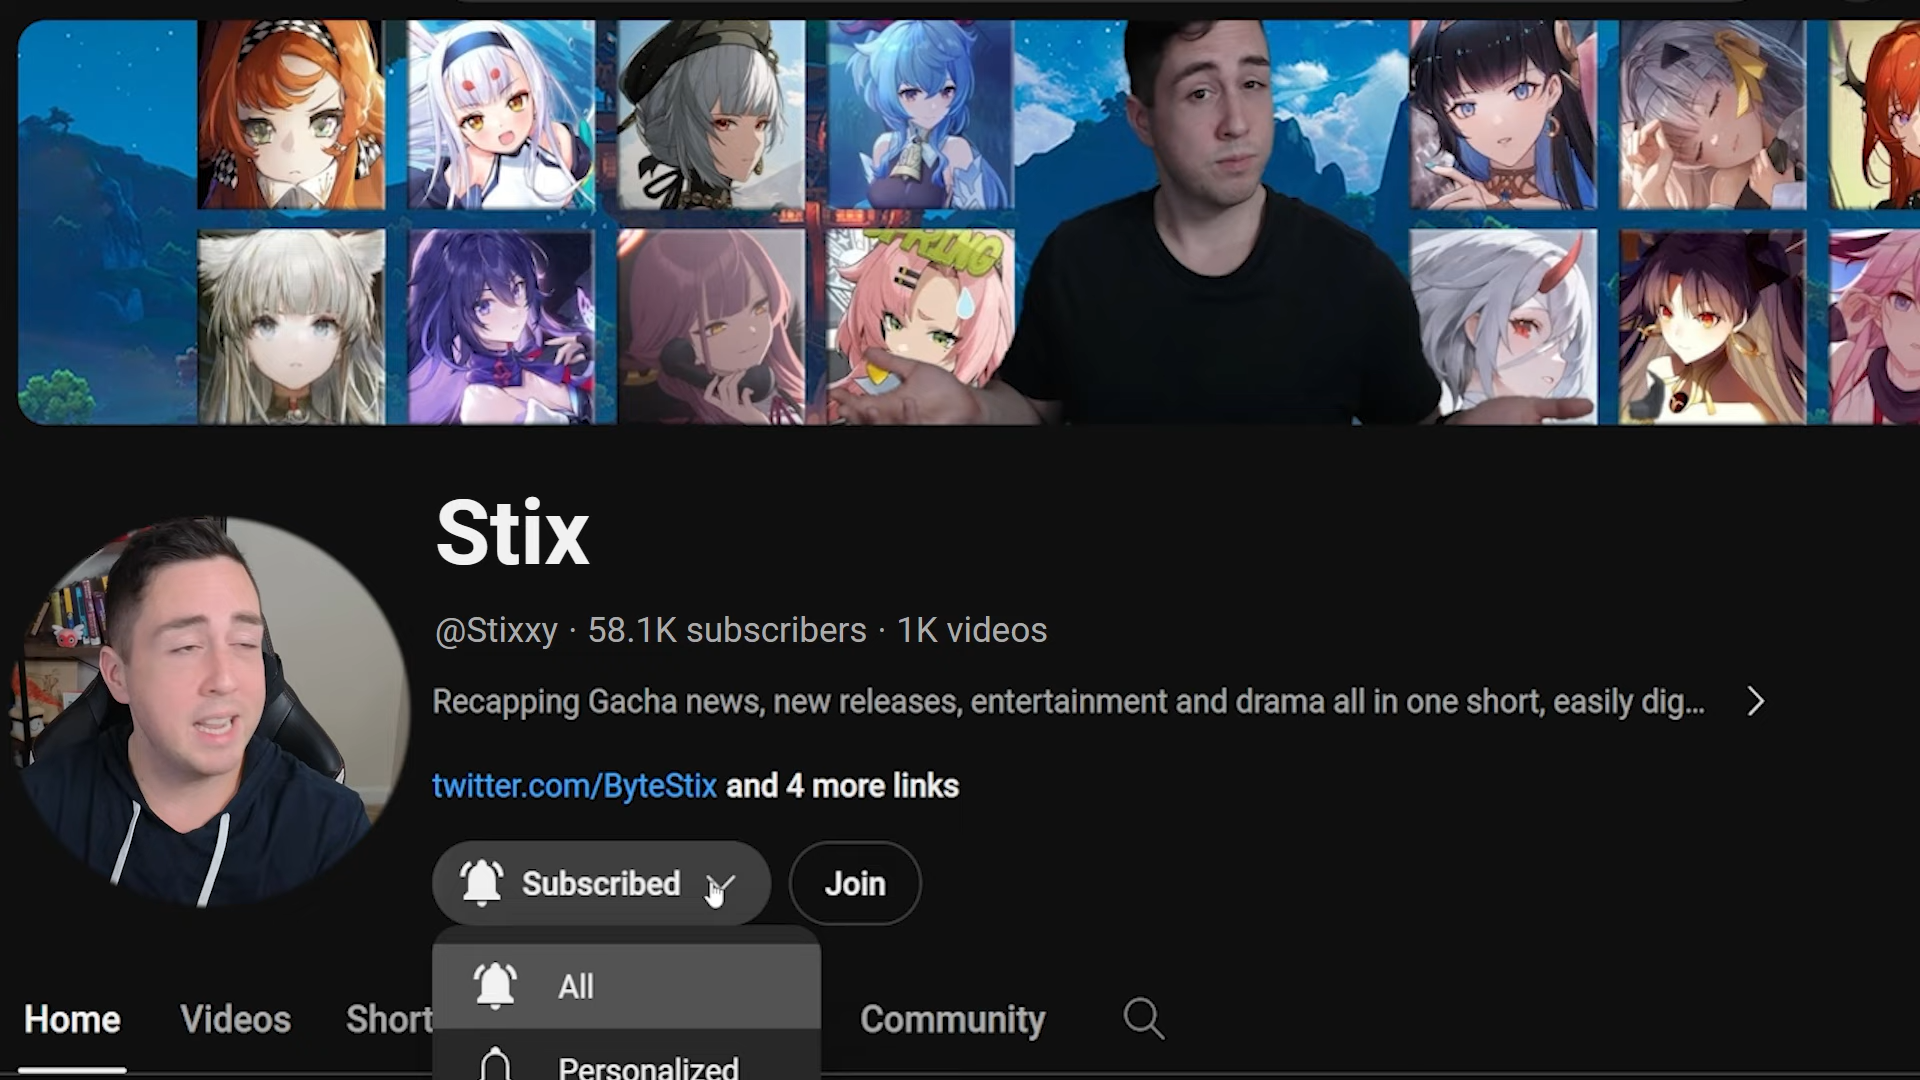 SPRING
Stix
@Stixxy · 58.1K subscribers · 1K videos
Recapping Gacha news, new releases, entertainment and drama all in one short, easily dig...
twitter.com/ByteStix and 4 more links
Subscribed
Join
All
Home
Videos
Short
Community
Personalized